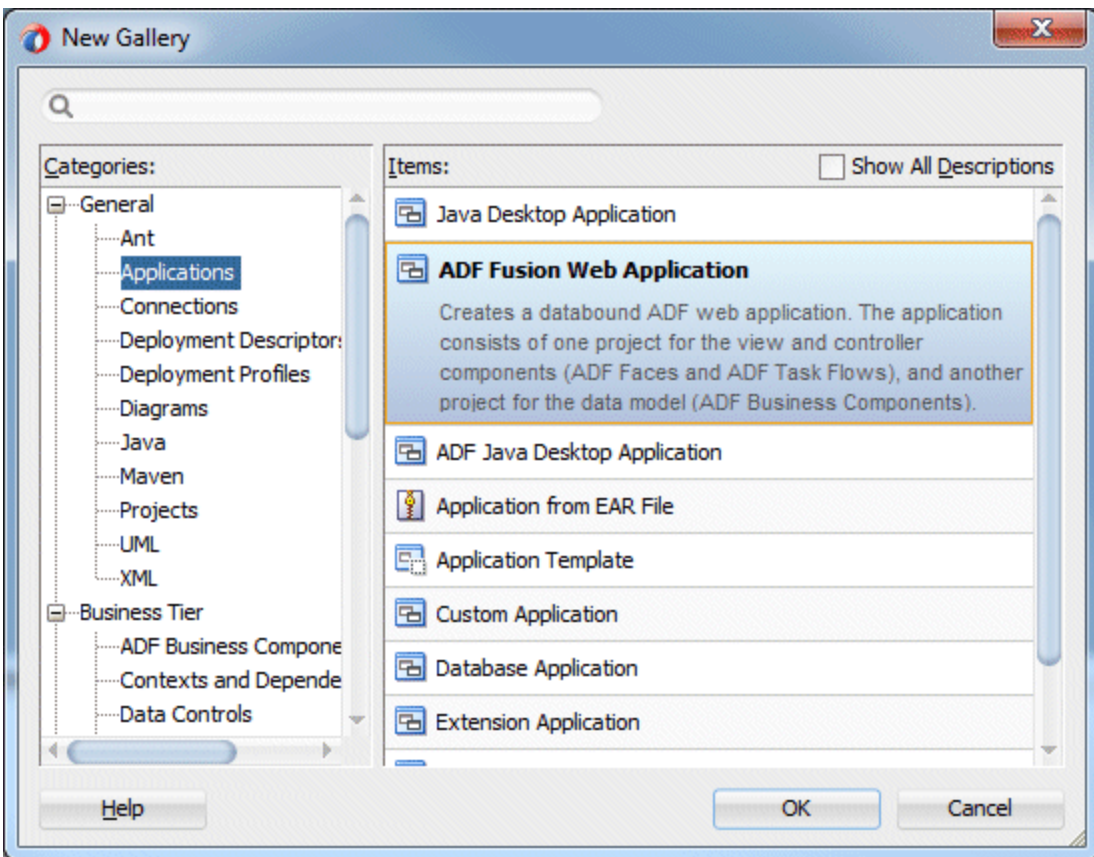 New Gallery
Categories:
General
Ant
Applications
Connections
Deployment Descriptors
Deployment Profiles
Diagrams
Java
Maven
Projects
UML
XML
Business Tier
ADF Business Compone
Contexts and Depende
Data Controls
Items:
Show All Descriptions
Java Desktop Application
ADF Fusion Web Application
Creates a databound ADF web application. The application
consists of one project for the view and controller
components (ADF Faces and ADF Task Flows), and another
project for the data model (ADF Business Components).
ADF Java Desktop Application
Application from EAR File
Application Template
Custom Application
Database Application
Extension Application
Help
OK
Cancel